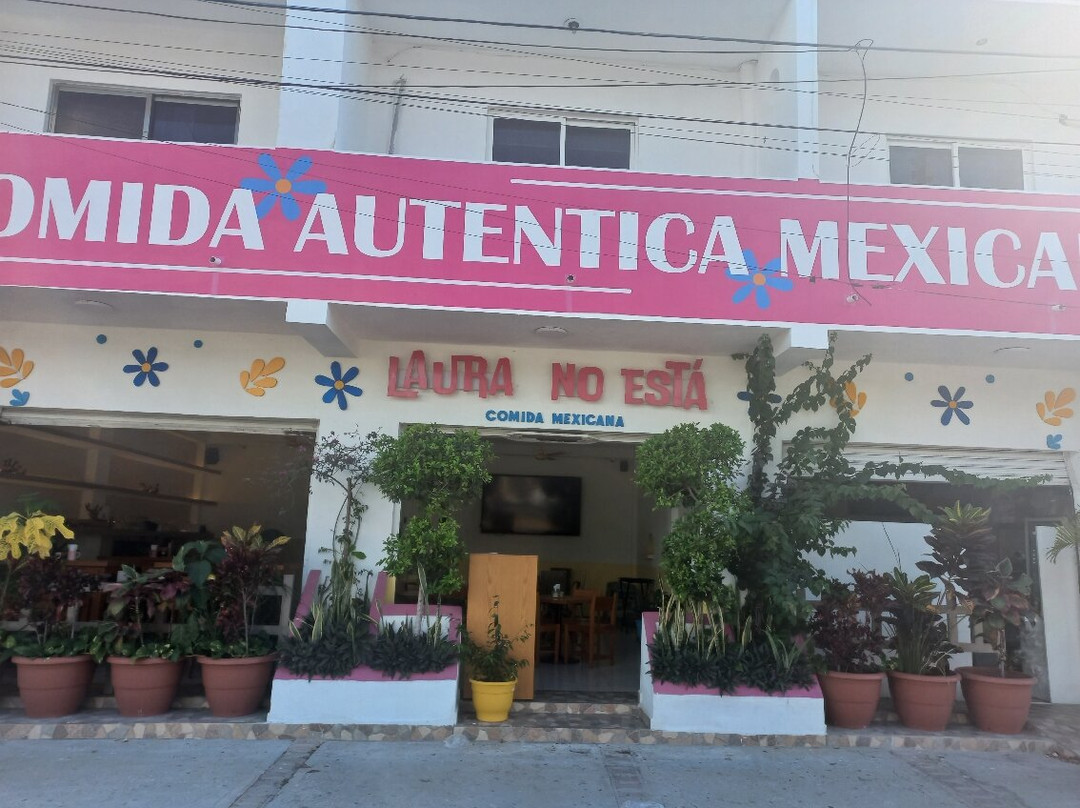 OMIDA AUTENTICA MEXICA
LAURA NO ESTÁ
COMIDA MEXICANA